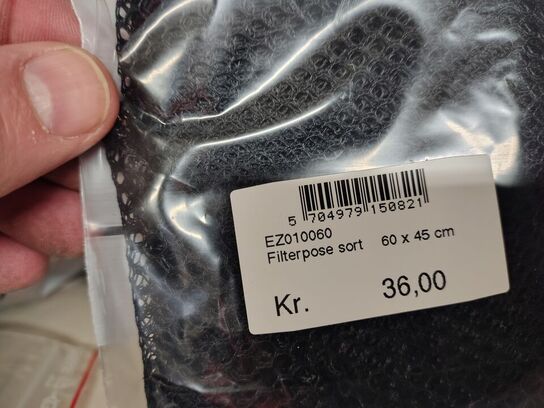 5 704979 150821
EZ010060
Filterpose sort 60 x 45 cm
Kr. 36,00